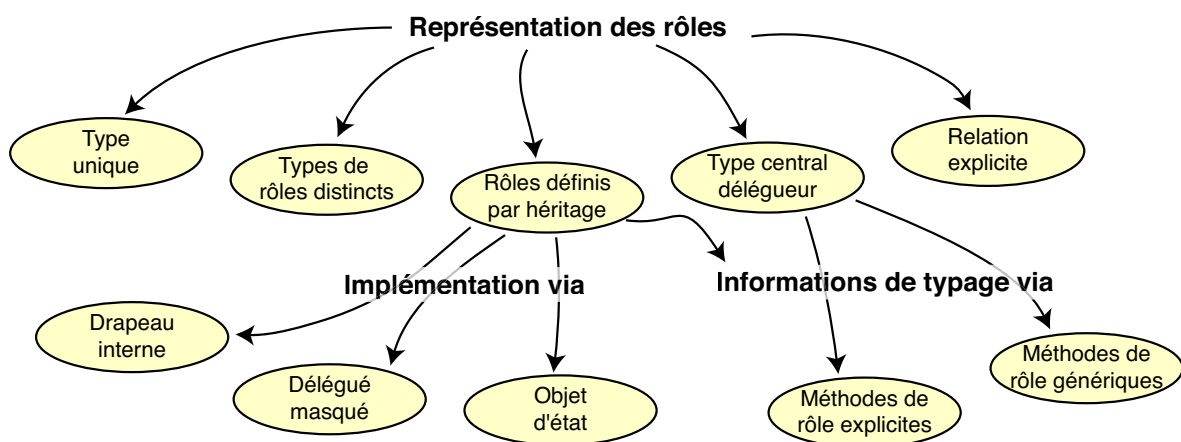 Représentation des rôles
Type
unique
Types de
rôles distincts
Rôles définis
par héritage
Type central
délégueur
Relation
explicite
Implémentation via
Informations de typage via
Drapeau
interne
Délégué
masqué
Objet
d'état
Méthodes de
rôle explicites
Méthodes de
rôle génériques